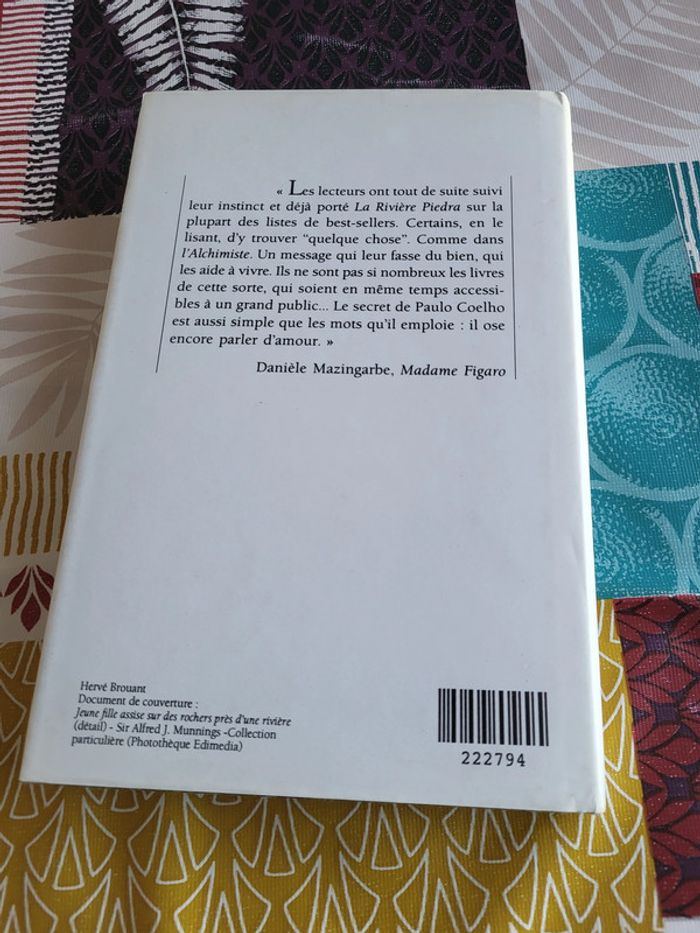 « Les lecteurs ont tout de suite suivi
leur instinct et déjà porté La Rivière Piedra sur la
plupart des listes de best-sellers. Certains, en le
lisant, d'y trouver "quelque chose". Comme dans
l'Alchimiste. Un message qui leur fasse du bien, qui
les aide à vivre. Ils ne sont pas si nombreux les livres
de cette sorte, qui soient en même temps accessi-
bles à un grand public... Le secret de Paulo Coelho
est aussi simple que les mots qu'il emploie : il ose
encore parler d'amour. »
Danièle Mazingarbe, Madame Figaro
Hervé Brouant
Document de couverture :
Jeune fille assise sur des rochers près d'une rivière
(détail) - Sir Alfred J. Munnings -Collection
particulière (Photothèque Edimedia)
222794